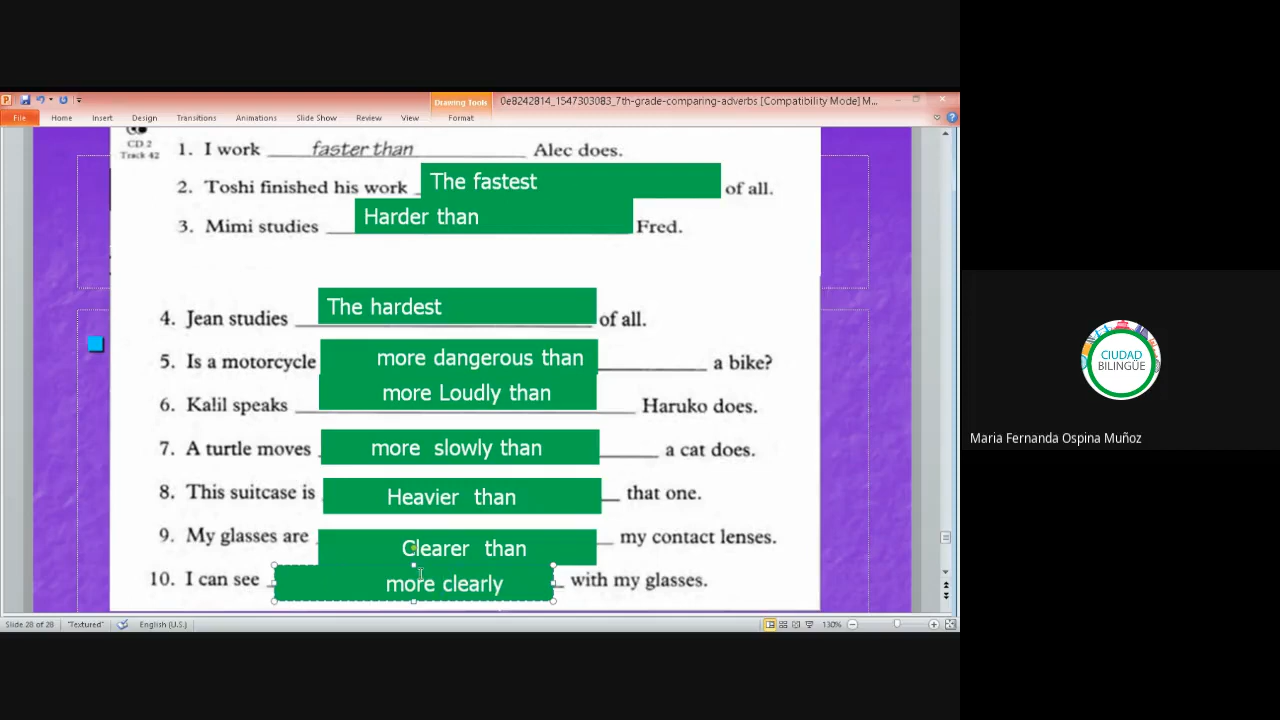 Drawing Tools
0e8242814_1547303083_7th-grade-comparing-adverbs [Compatibility Mode] M...
File Home Insert Design Transitions Animations Slide Show Review View Format
CD 2
Track 42
1. I work faster than Alec does.
2. Toshi finished his work The fastest of all.
3. Mimi studies Harder than Fred.
4. Jean studies The hardest of all.
5. Is a motorcycle more dangerous than a bike?
6. Kalil speaks more Loudly than Haruko does.
7. A turtle moves more slowly than a cat does.
8. This suitcase is Heavier than that one.
9. My glasses are Clearer than my contact lenses.
10. I can see more clearly with my glasses.
Slide 28 of 28 "Textured" English (U.S.) 130%
CIUDAD
BILINGÜE
Maria Fernanda Ospina Muñoz